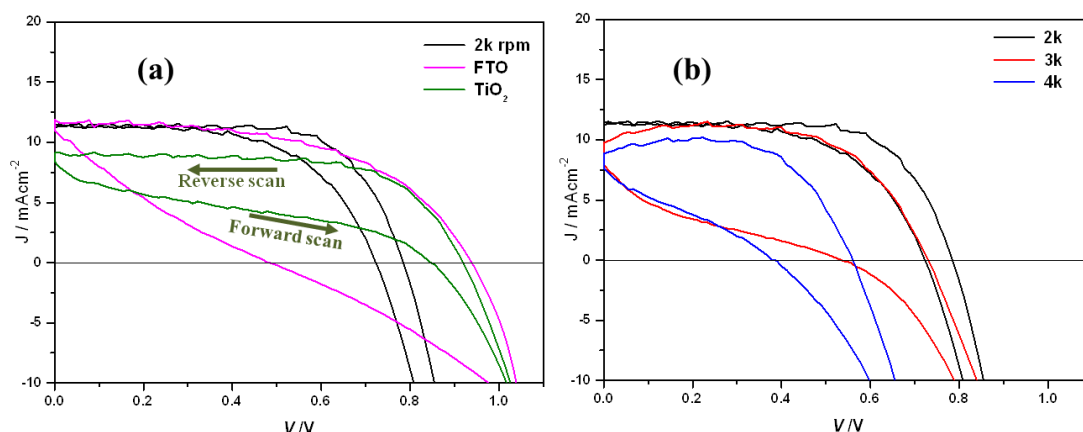 (a)
2k rpm
FTO
TiO₂
Reverse scan
Forward scan
J / mAcm⁻²
20
15
10
5
0
-5
-10
0.0 0.2 0.4 0.6 0.8 1.0
V /V
(b)
2k
3k
4k
J / mAcm⁻²
20
15
10
5
0
-5
-10
0.0 0.2 0.4 0.6 0.8 1.0
V /V